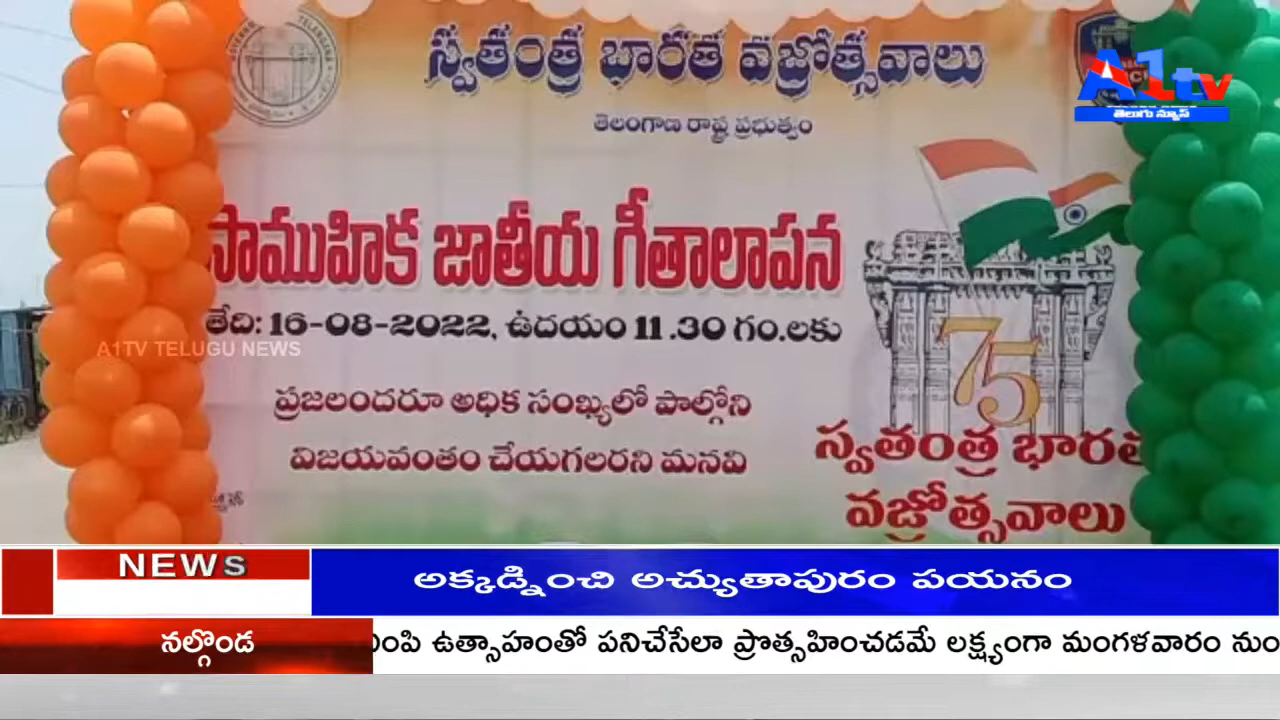 స్వతంత్ర భారత వజ్రోత్సవాలు
తెలంగాణ రాష్ట్ర ప్రభుత్వం
A1tv
తెలుగు న్యూస్
సాముహిక జాతీయ గీతాలాపన
తేది: 16-08-2022, ఉదయం 11.30 గం.లకు
A1TV TELUGU NEWS
ప్రజలందరూ అధిక సంఖ్యలో పాల్గోని
విజయవంతం చేయగలరని మనవి
75
స్వతంత్ర భారత
వజ్రోత్సవాలు
NEWS
అక్కడ్నించి అచ్యుతాపురం పయనం
నల్గొండ
ంపి ఉత్సాహంతో పనిచేసేలా ప్రొత్సహించడమే లక్ష్యంగా మంగళవారం నుం